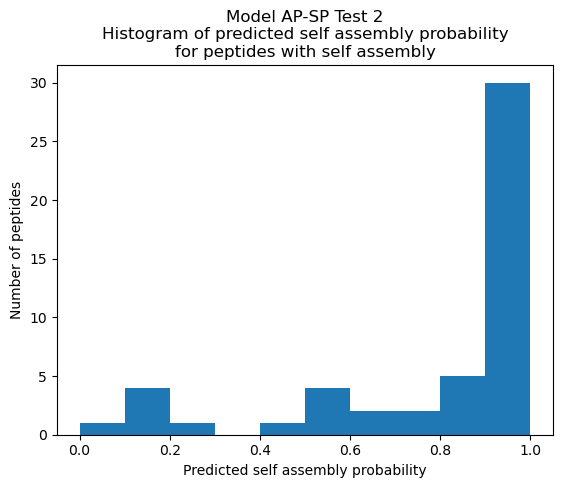 Model AP-SP Test 2
Histogram of predicted self assembly probability
for peptides with self assembly
30
25
20
15
10
5
0
Number of peptides
0.0 0.2 0.4 0.6 0.8 1.0
Predicted self assembly probability